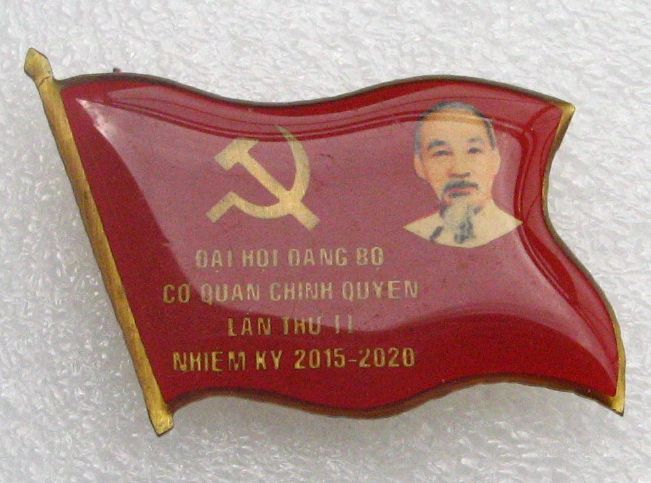 ĐAI HOI ĐANG BO
CO QUAN CHINH QUYEN
LAN THU II
NHIEM KY 2015-2020